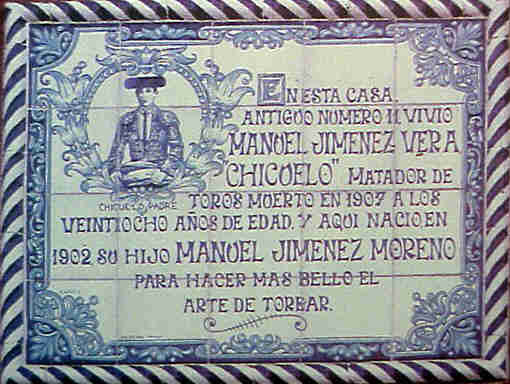 EN ESTA CASA,
ANTIGUO NUMERO 11, VIVIO
MANUEL JIMENEZ VERA
CHICUELO" MATADOR DE
CHICUELO, PADRE
TOROS MUERTO EN 1907 A LOS
VEINTIOCHO AÑOS DE EDAD. Y AQUI NACIO, EN
1902 SU HIJO MANUEL JIMENEZ MORENO
PARA HACER MAS BELLO EL
ARTE DE TOREAR.